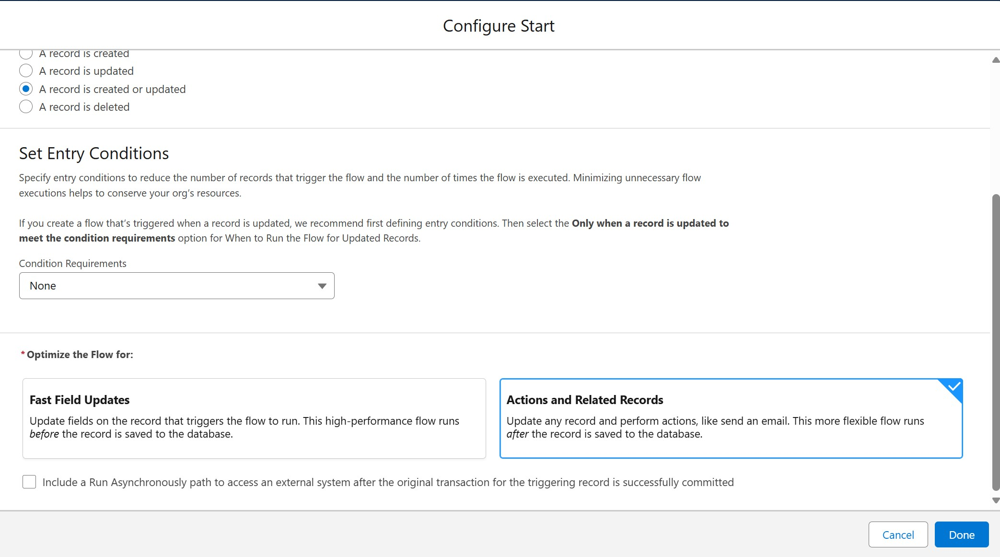 Configure Start
A record is created
A record is updated
A record is created or updated
A record is deleted
Set Entry Conditions
Specify entry conditions to reduce the number of records that trigger the flow and the number of times the flow is executed. Minimizing unnecessary flow
executions helps to conserve your org’s resources.
If you create a flow that’s triggered when a record is updated, we recommend first defining entry conditions. Then select the Only when a record is updated to
meet the condition requirements option for When to Run the Flow for Updated Records.
Condition Requirements
None
* Optimize the Flow for:
Fast Field Updates
Update fields on the record that triggers the flow to run. This high-performance flow runs
before the record is saved to the database.
Actions and Related Records
Update any record and perform actions, like send an email. This more flexible flow runs
after the record is saved to the database.
Include a Run Asynchronously path to access an external system after the original transaction for the triggering record is successfully committed
Cancel
Done